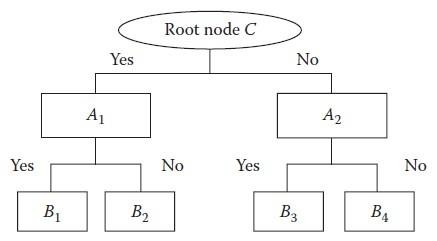 Root node C
Yes No
A₁ A₂
Yes No Yes No
B₁ B₂ B₃ B₄